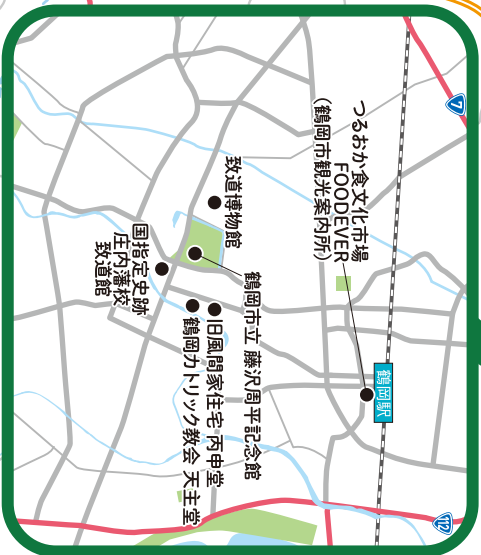 7
つるおか食文化市場
FOODEVER
(鶴岡市観光案内所)
鶴岡駅
致道博物館
鶴岡市立 藤沢周平記念館
旧風間家住宅 丙申堂
鶴岡カトリック教会 天主堂
国指定史跡
庄内藩校
致道館
112